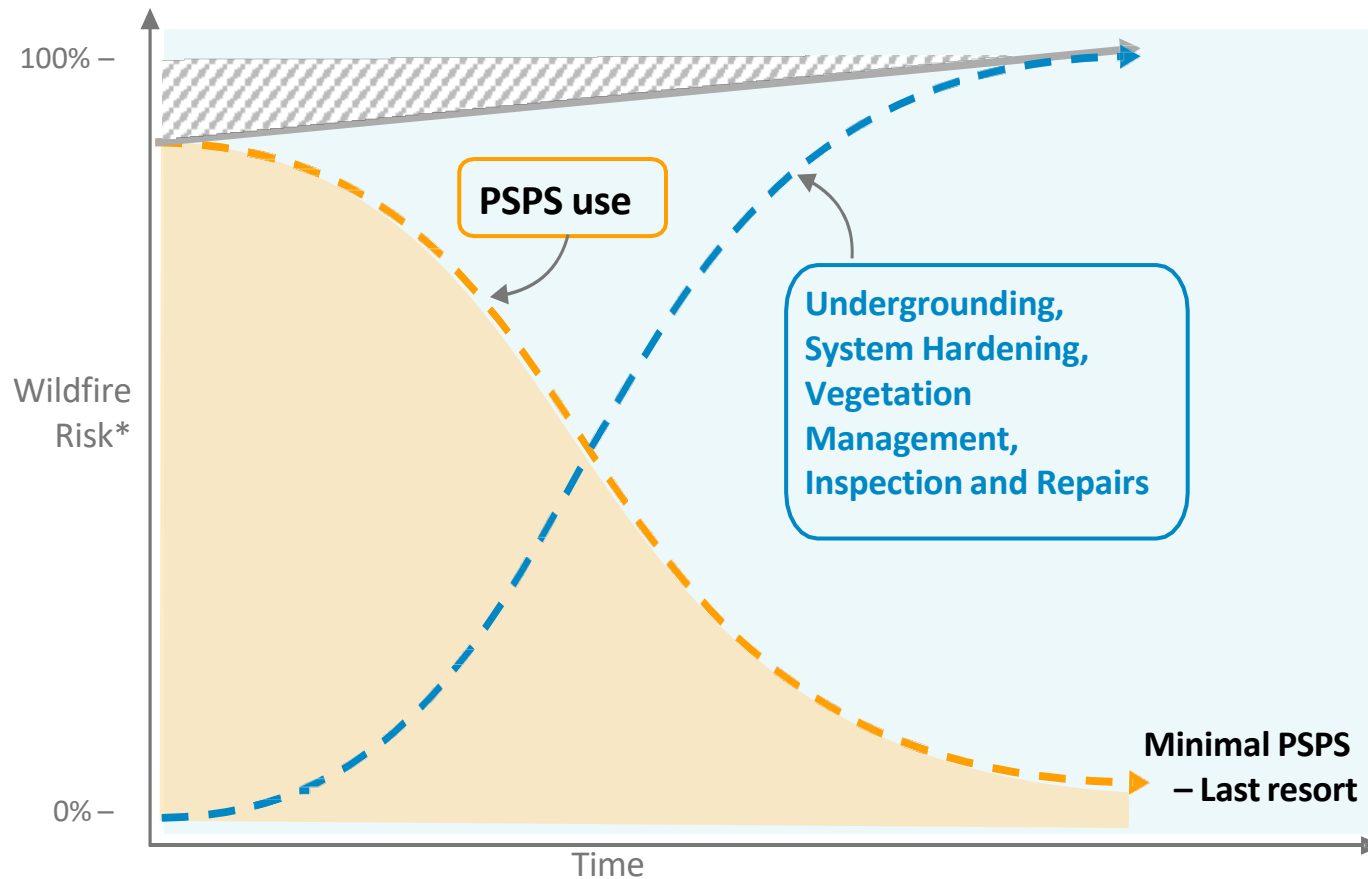 100% –
PSPS use
Undergrounding,
System Hardening,
Vegetation
Management,
Inspection and Repairs
Wildfire
Risk*
Minimal PSPS
– Last resort
0% –
Time